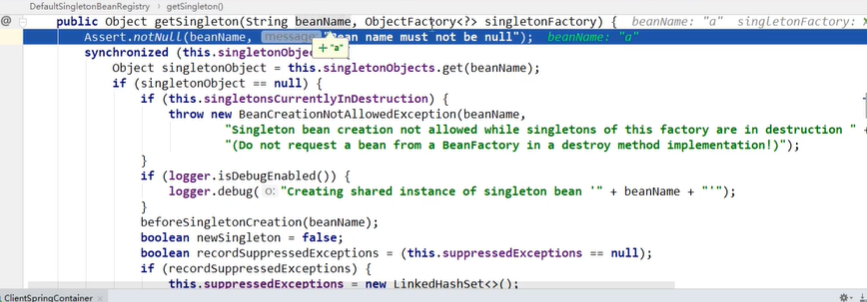 DefaultSingletonBeanRegistry › getSingleton()
@ public Object getSingleton(String beanName, ObjectFactory<?> singletonFactory) { beanName: "a" singletonFactory:
Assert.notNull(beanName, message: "Bean name must not be null"); beanName: "a"
+ "a"
synchronized (this.singletonObje
Object singletonObject = this.singletonObjects.get(beanName);
if (singletonObject == null) {
if (this.singletonsCurrentlyInDestruction) {
throw new BeanCreationNotAllowedException(beanName,
"Singleton bean creation not allowed while singletons of this factory are in destruction " +
"(Do not request a bean from a BeanFactory in a destroy method implementation!)");
}
if (logger.isDebugEnabled()) {
logger.debug( o: "Creating shared instance of singleton bean '" + beanName + "'");
}
beforeSingletonCreation(beanName);
boolean newSingleton = false;
boolean recordSuppressedExceptions = (this.suppressedExceptions == null);
if (recordSuppressedExceptions) {
this.suppressedExceptions = new LinkedHashSet<>();
ClientSpringContainer ×